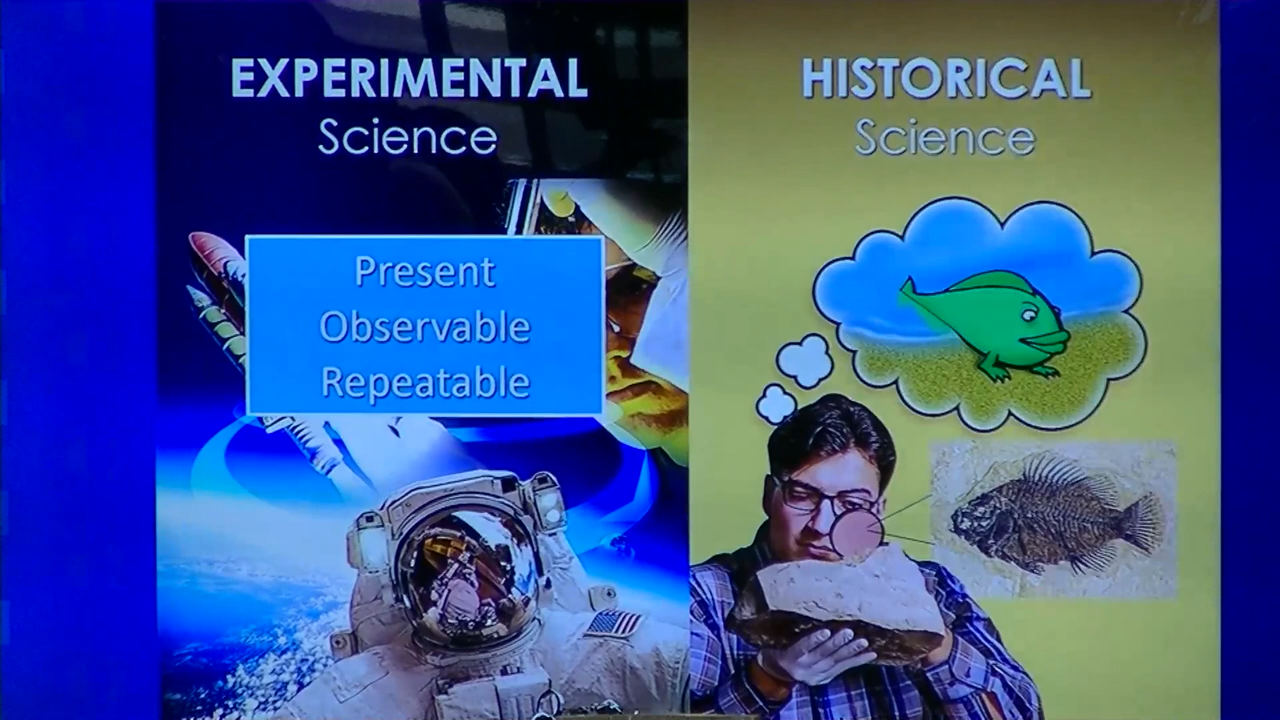 EXPERIMENTAL
Science
Present
Observable
Repeatable
HISTORICAL
Science